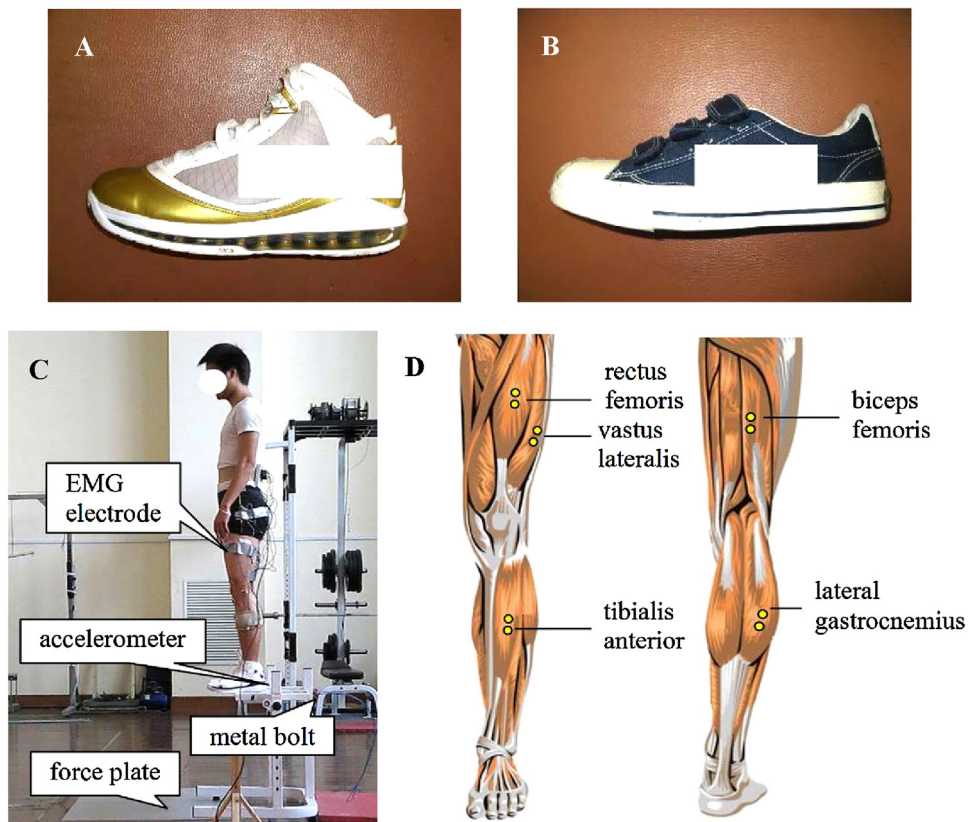 A
B
C
EMG
electrode
accelerometer
metal bolt
force plate
D
rectus
femoris
vastus
lateralis
tibialis
anterior
biceps
femoris
lateral
gastrocnemius